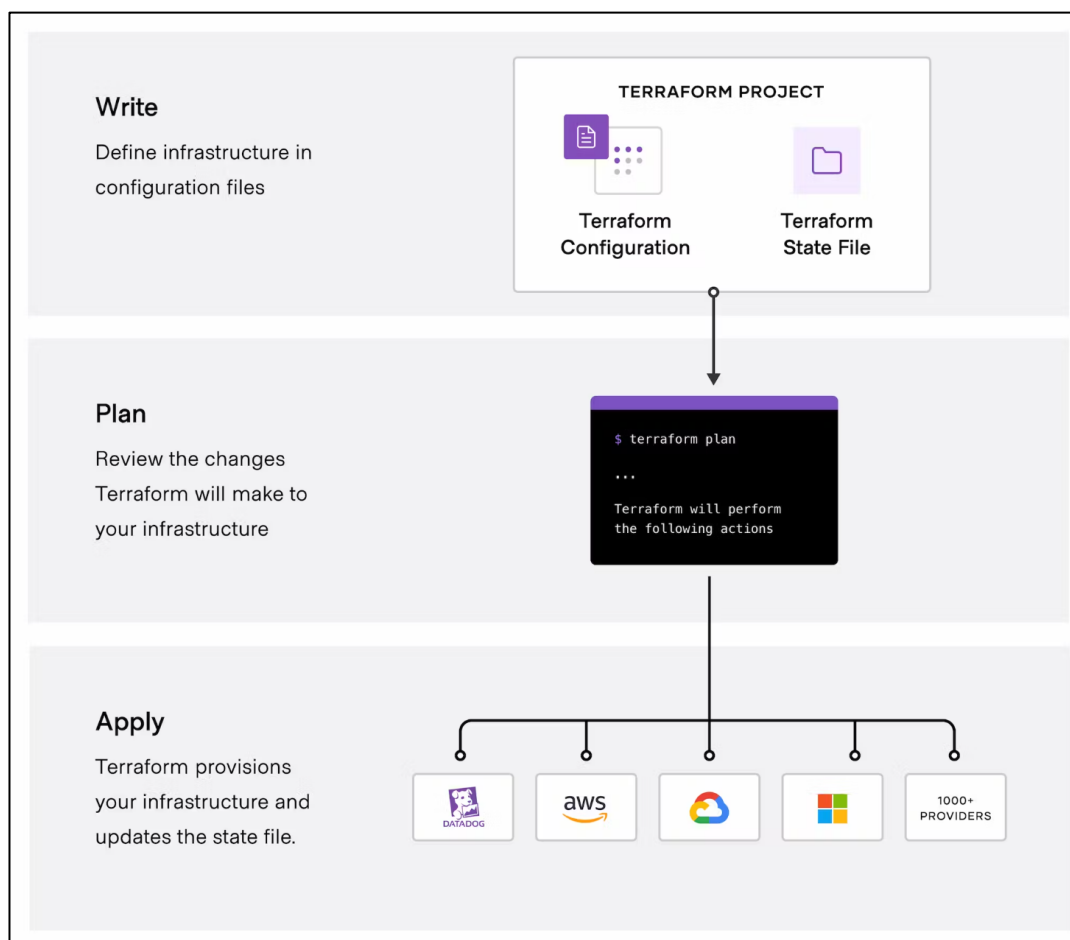 Write
Define infrastructure in
configuration files
TERRAFORM PROJECT
Terraform
Configuration
Terraform
State File
Plan
Review the changes
Terraform will make to
your infrastructure
$ terraform plan
...
Terraform will perform
the following actions
Apply
Terraform provisions
your infrastructure and
updates the state file.
DATADOG
aws
1000+
PROVIDERS